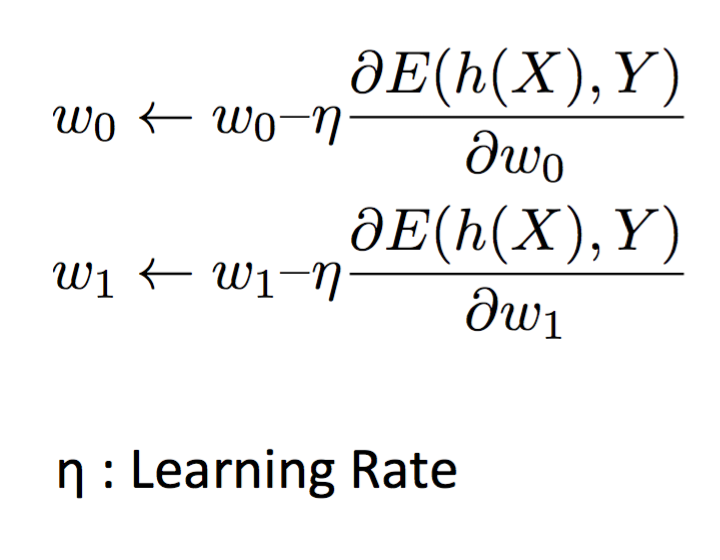 w₀ ← w₀–η ∂E(h(X), Y) / ∂w₀
w₁ ← w₁–η ∂E(h(X), Y) / ∂w₁
η : Learning Rate